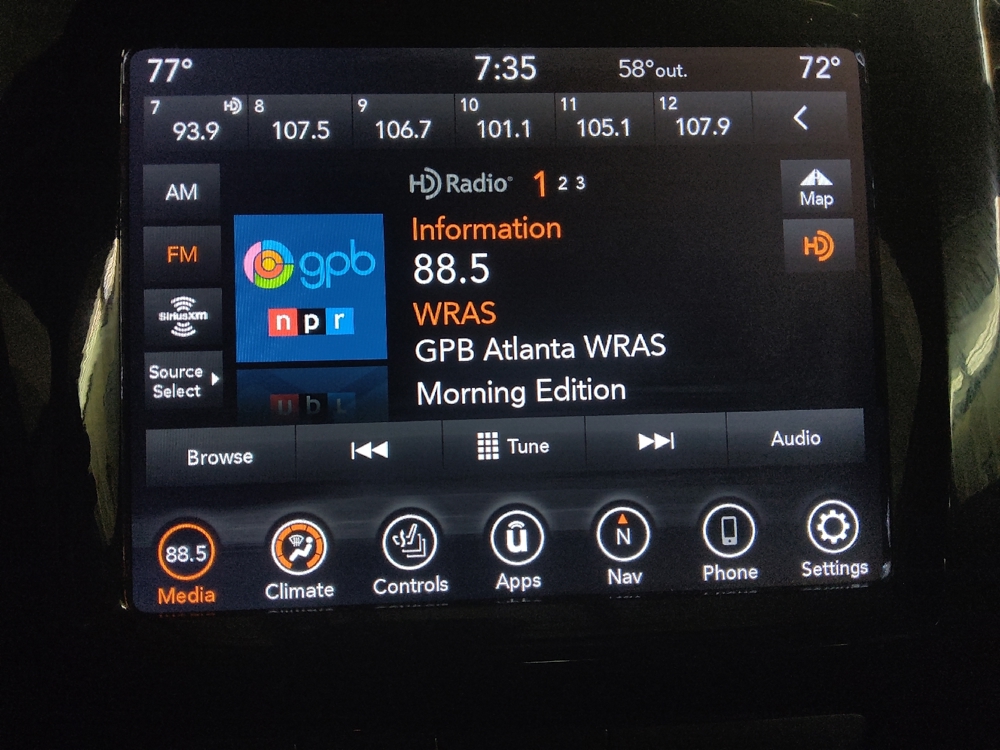 77° 7:35 58°out. 72°
7 HD 8 9 10 11 12
93.9 107.5 106.7 101.1 105.1 107.9
HD Radio® 1 2 3
AM
Map
Information
FM
HD
gpb
88.5
npr
WRAS
SiriusXM
GPB Atlanta WRAS
Source
Select
Morning Edition
Browse Tune Audio
88.5 û N
Media Climate Controls Apps Nav Phone Settings